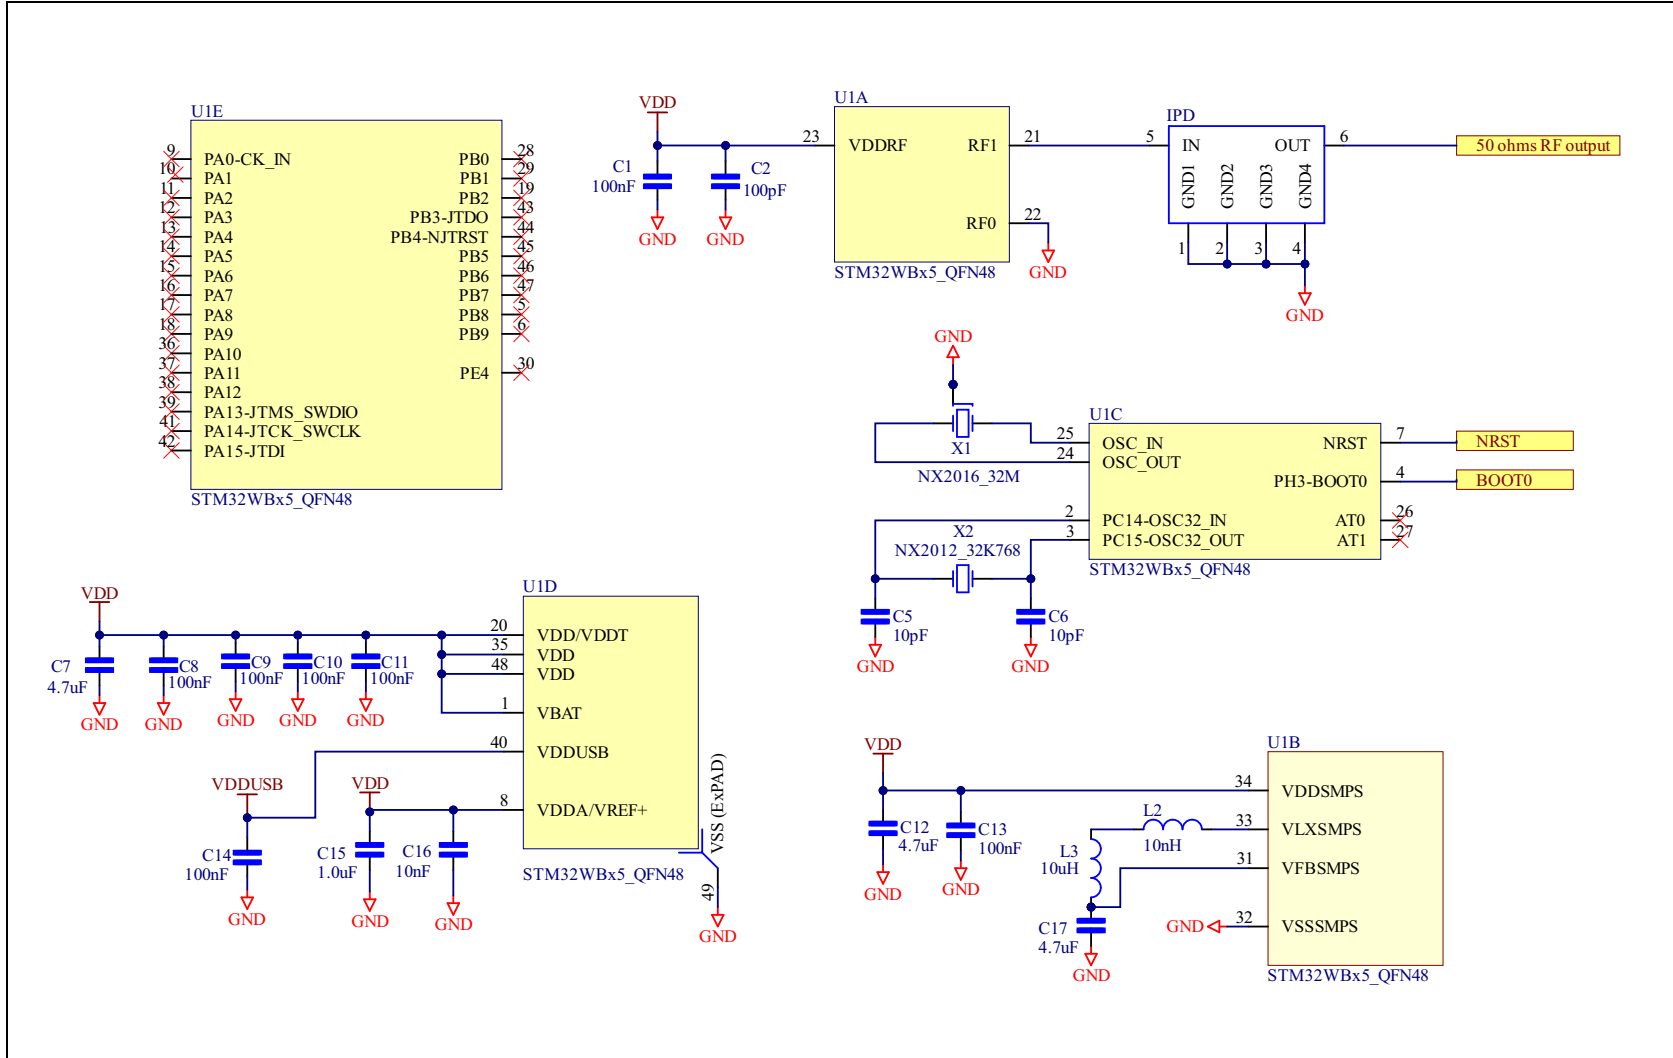 U1E
9 PA0-CK_IN PB0 28
10 PA1 PB1 29
11 PA2 PB2 19
12 PA3 PB3-JTDO 43
13 PA4 PB4-NJTRST 44
14 PA5 PB5 45
15 PA6 PB6 46
16 PA7 PB7 47
17 PA8 PB8 5
18 PA9 PB9 6
36 PA10
37 PA11 PE4 30
38 PA12
39 PA13-JTMS_SWDIO
41 PA14-JTCK_SWCLK
42 PA15-JTDI
STM32WBx5_QFN48
VDD
C1
100nF
GND
C2
100pF
GND
U1A
23 VDDRF RF1 21
RF0 22
GND
STM32WBx5_QFN48
IPD
5 IN OUT 6
GND1 GND2 GND3 GND4
1 2 3 4
GND
50 ohms RF output
GND
X1
NX2016_32M
U1C
25 OSC_IN NRST 7
24 OSC_OUT
PH3-BOOT0 4
2 PC14-OSC32_IN AT0 26
3 PC15-OSC32_OUT AT1 27
STM32WBx5_QFN48
NRST
BOOT0
X2
NX2012_32K768
C5
10pF
GND
C6
10pF
GND
VDD
C7
4.7uF
GND
C8
100nF
GND
C9
100nF
GND
C10
100nF
GND
C11
100nF
GND
U1D
20 VDD/VDDT
35 VDD
48 VDD
1 VBAT
40 VDDUSB
8 VDDA/VREF+
VSS (ExPAD)
49
GND
STM32WBx5_QFN48
VDDUSB
C14
100nF
GND
VDD
C15
1.0uF
GND
C16
10nF
GND
VDD
C12
4.7uF
GND
C13
100nF
GND
L2
10nH
L3
10uH
C17
4.7uF
GND
U1B
34 VDDSMPS
33 VLXSMPS
31 VFBSMPS
GND 32 VSSSMPS
STM32WBx5_QFN48